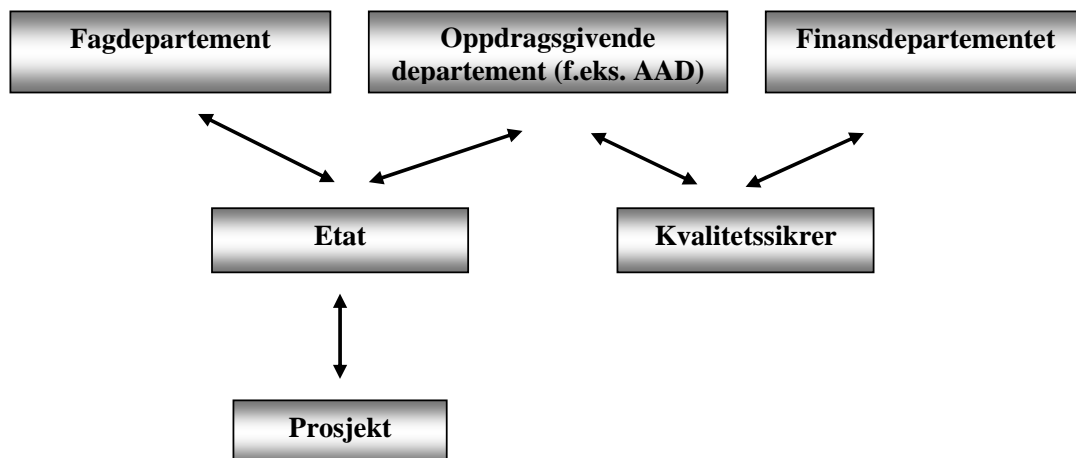 Fagdepartement
Oppdragsgivende
departement (f.eks. AAD)
Finansdepartementet
Etat
Kvalitetssikrer
Prosjekt